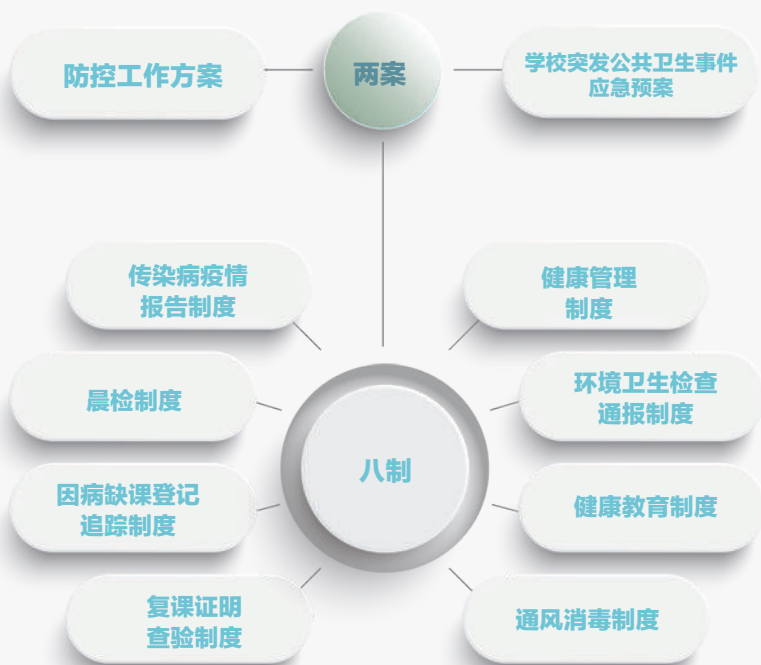 防控工作方案
两案
学校突发公共卫生事件
应急预案
传染病疫情
报告制度
健康管理
制度
晨检制度
环境卫生检查
通报制度
八制
因病缺课登记
追踪制度
健康教育制度
复课证明
查验制度
通风消毒制度